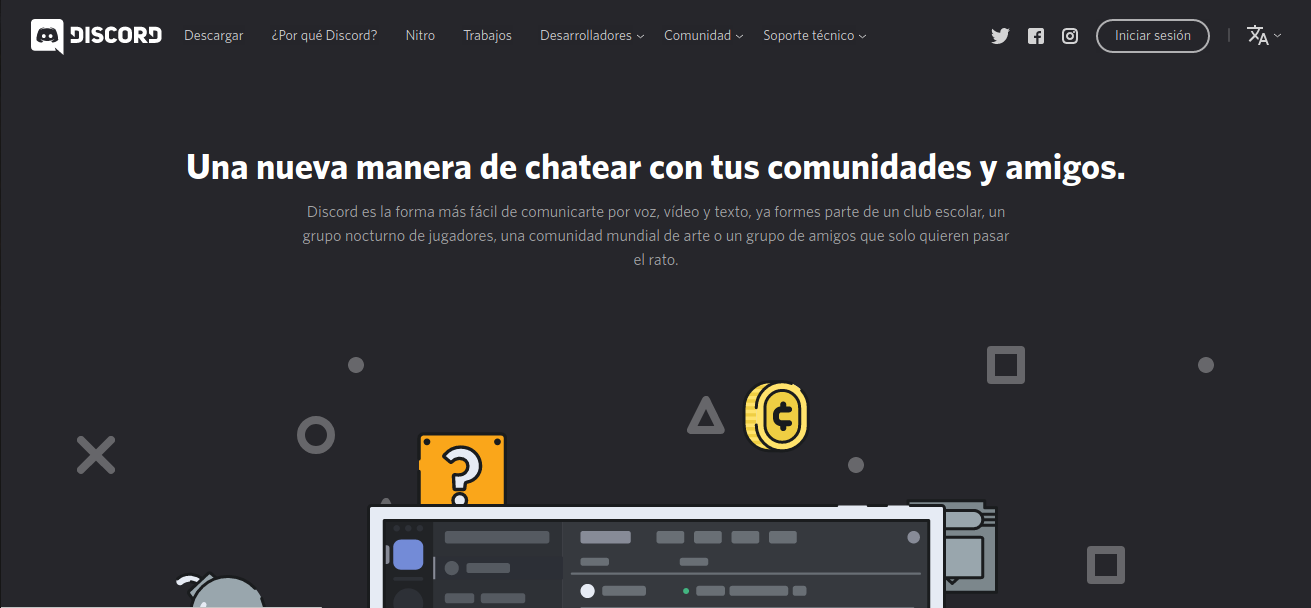 DISCORD Descargar ¿Por qué Discord? Nitro Trabajos Desarrolladores Comunidad Soporte técnico Iniciar sesión
Una nueva manera de chatear con tus comunidades y amigos.
Discord es la forma más fácil de comunicarte por voz, vídeo y texto, ya formes parte de un club escolar, un
grupo nocturno de jugadores, una comunidad mundial de arte o un grupo de amigos que solo quieren pasar
el rato.